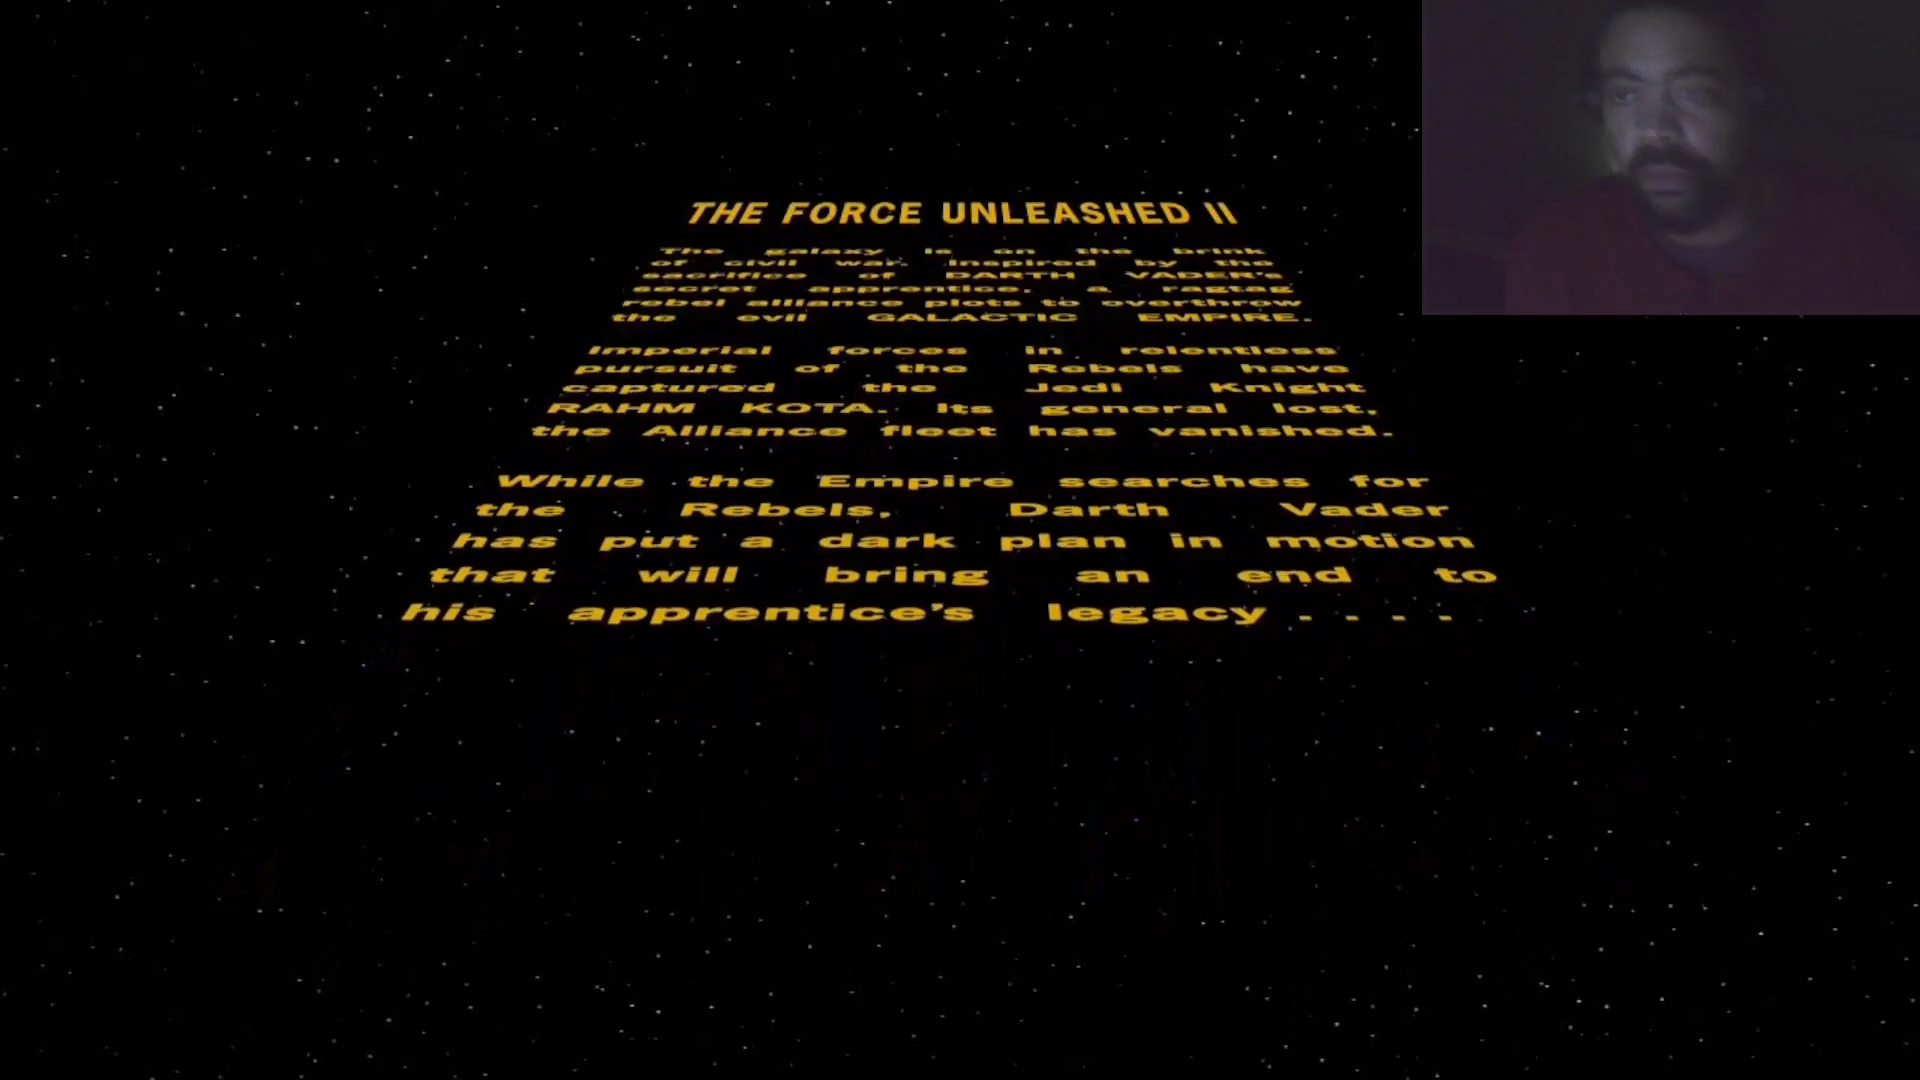 THE FORCE UNLEASHED II
The galaxy is on the brink
of civil war. Inspired by the
sacrifice of DARTH VADER's
secret apprentice, a ragtag
rebel alliance plots to overthrow
the evil GALACTIC EMPIRE.
Imperial forces in relentless
pursuit of the Rebels have
captured the Jedi Knight
RAHM KOTA. Its general lost,
the Alliance fleet has vanished.
While the Empire searches for
the Rebels, Darth Vader
has put a dark plan in motion
that will bring an end to
his apprentice's legacy . . . .